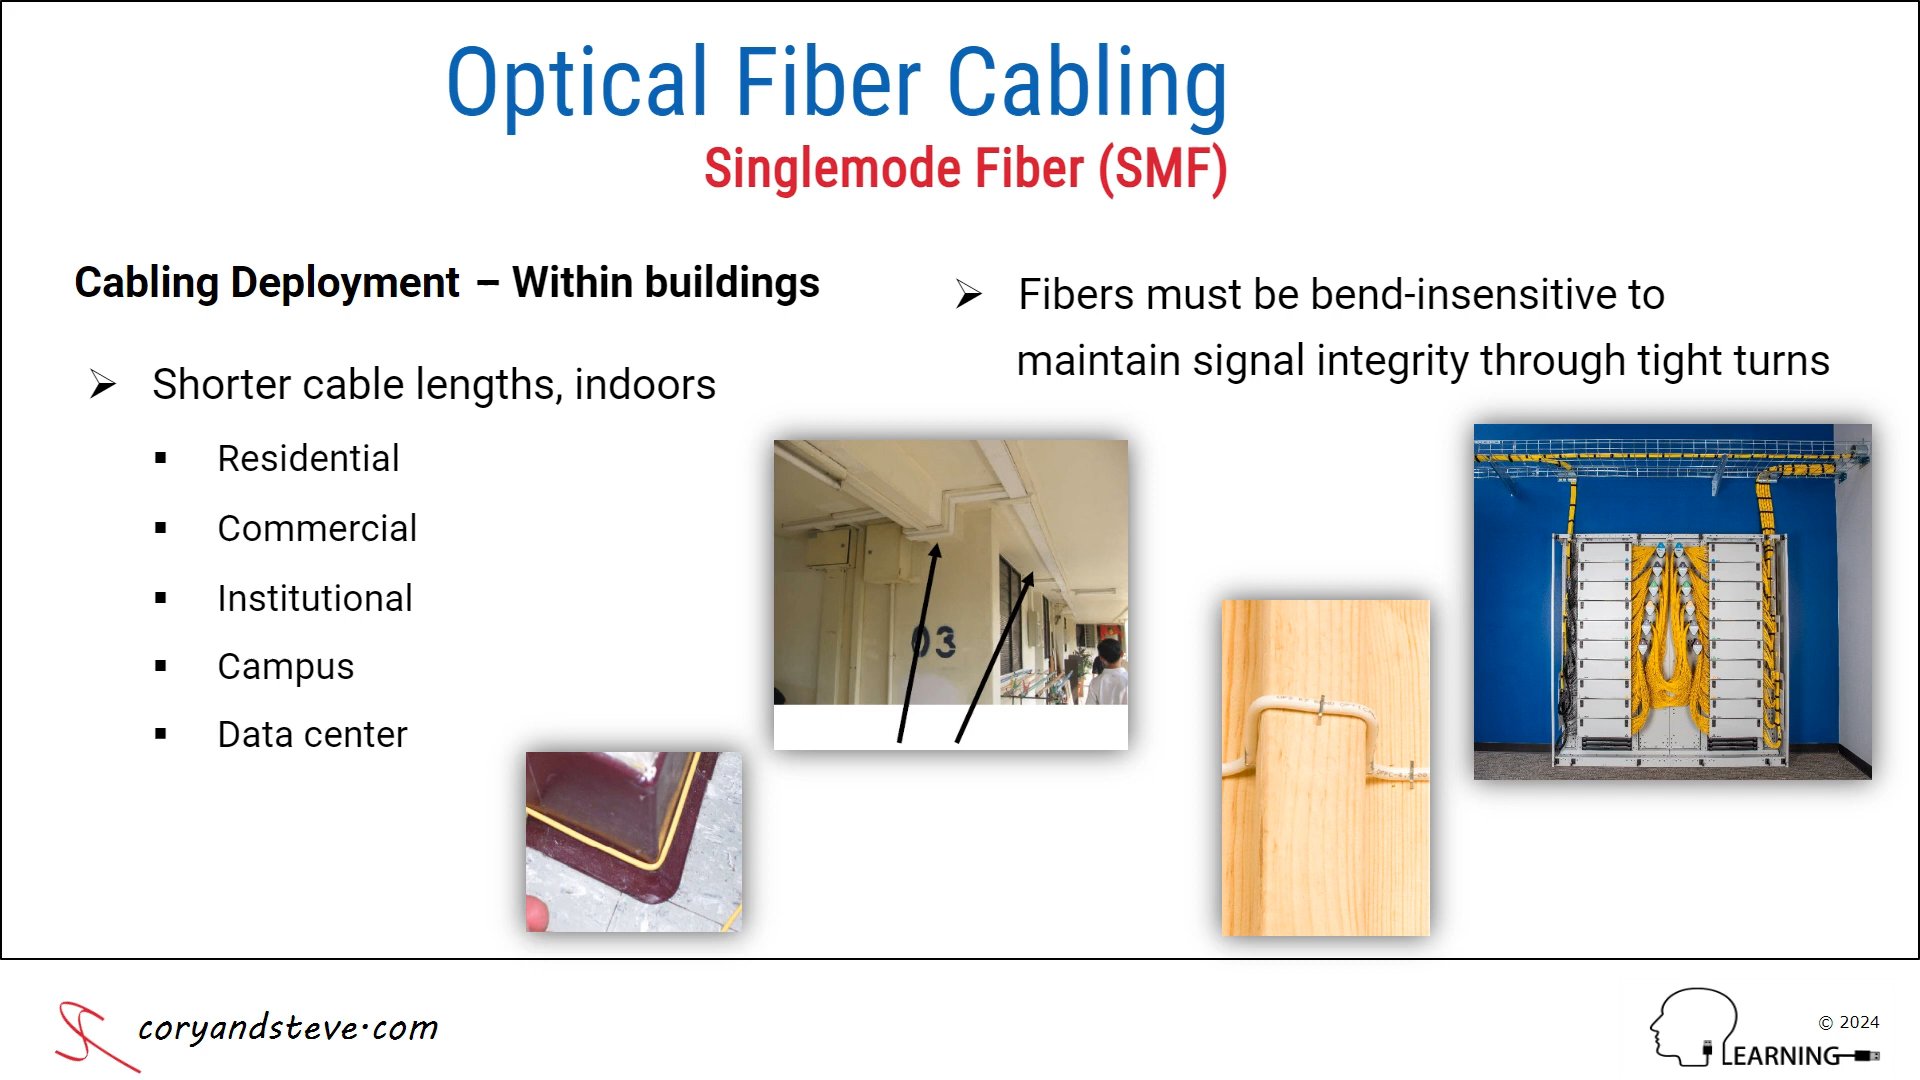 Optical Fiber Cabling
Singlemode Fiber (SMF)
Cabling Deployment – Within buildings
Shorter cable lengths, indoors
Residential
Commercial
Institutional
Campus
Data center
Fibers must be bend-insensitive to
maintain signal integrity through tight turns
03
coryandsteve.com
© 2024
LEARNING